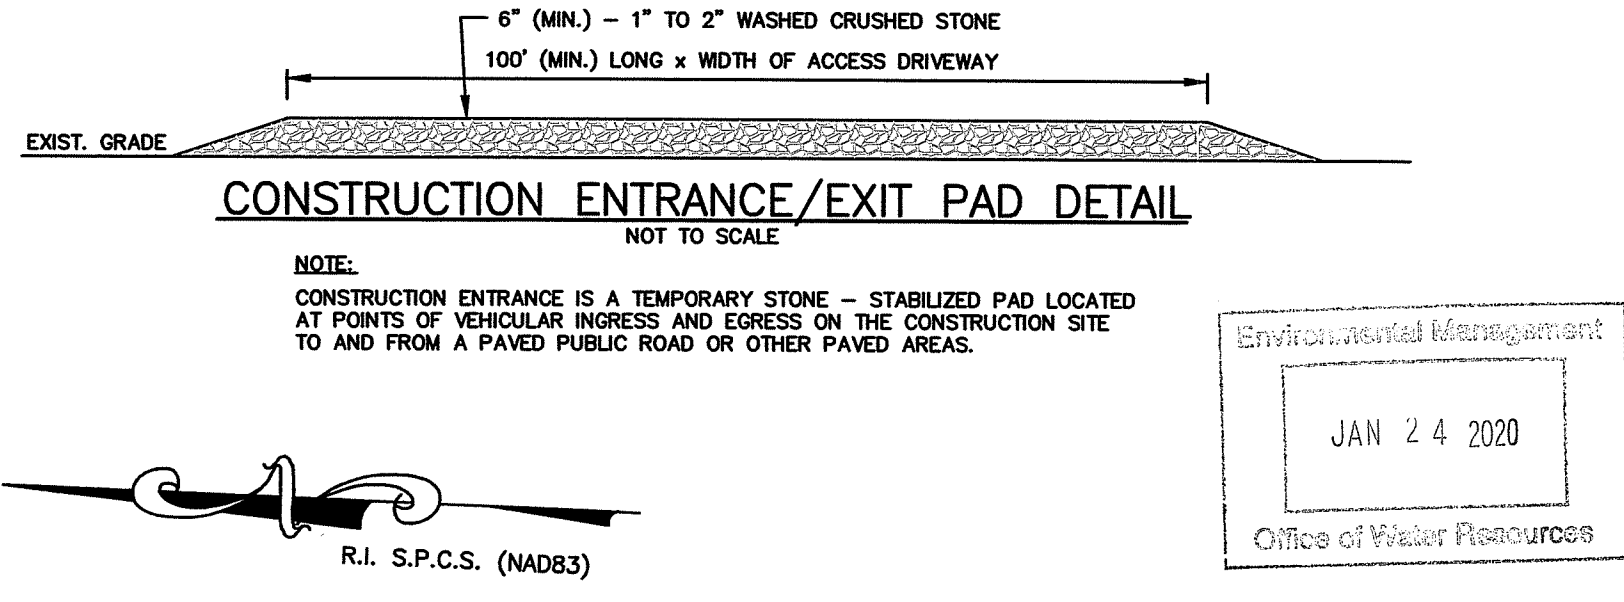 6" (MIN.) – 1" TO 2" WASHED CRUSHED STONE
100' (MIN.) LONG x WIDTH OF ACCESS DRIVEWAY
EXIST. GRADE
CONSTRUCTION ENTRANCE/EXIT PAD DETAIL
NOT TO SCALE
NOTE:
CONSTRUCTION ENTRANCE IS A TEMPORARY STONE – STABILIZED PAD LOCATED
AT POINTS OF VEHICULAR INGRESS AND EGRESS ON THE CONSTRUCTION SITE
TO AND FROM A PAVED PUBLIC ROAD OR OTHER PAVED AREAS.
Environmental Management
JAN 24 2020
Office of Water Resources
R.I. S.P.C.S. (NAD83)